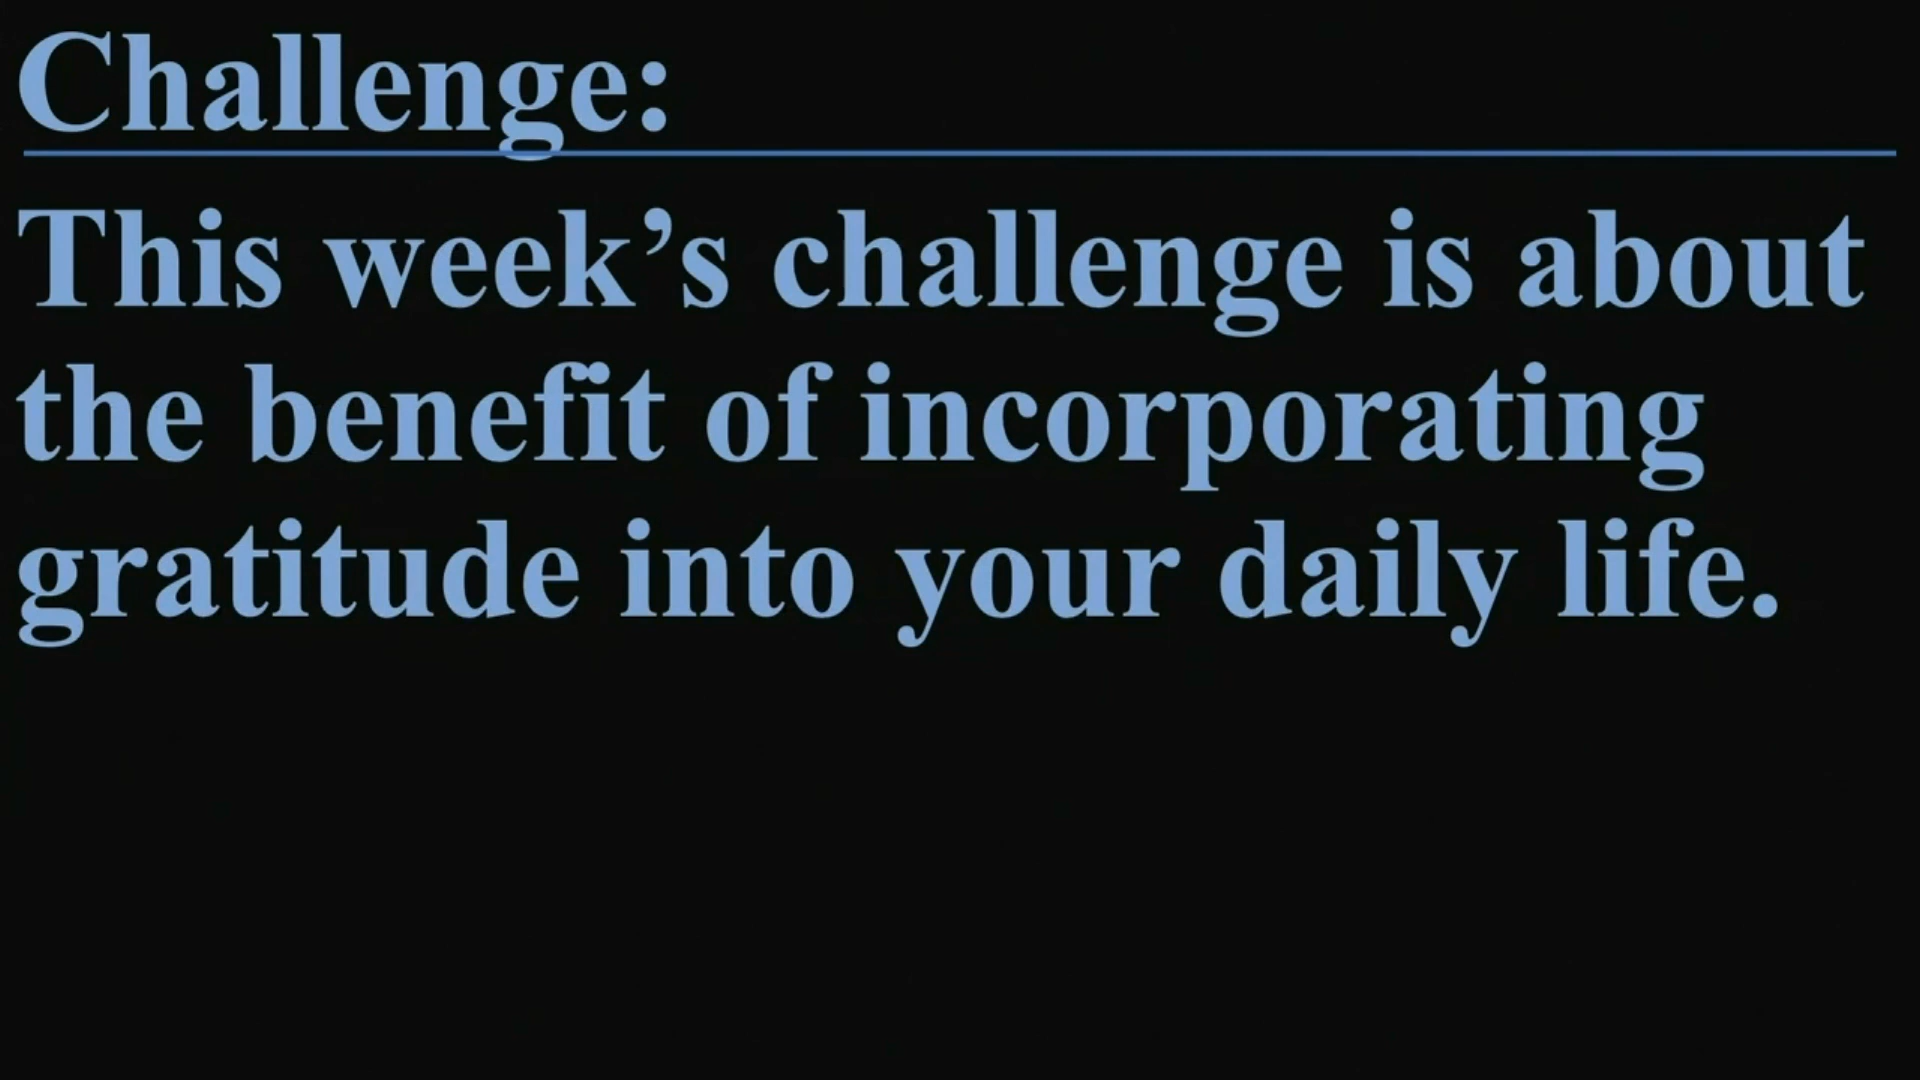 Challenge:
This week’s challenge is about
the benefit of incorporating
gratitude into your daily life.